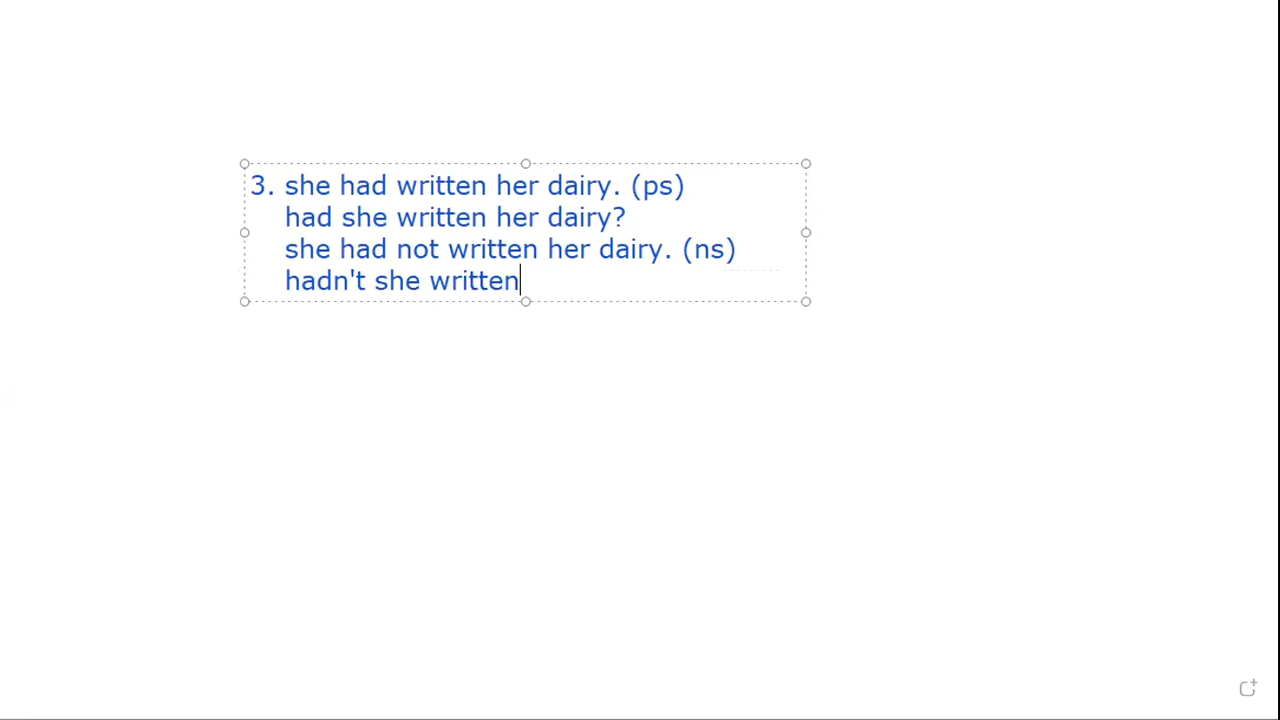 3. she had written her dairy. (ps)
had she written her dairy?
she had not written her dairy. (ns)
hadn't she written